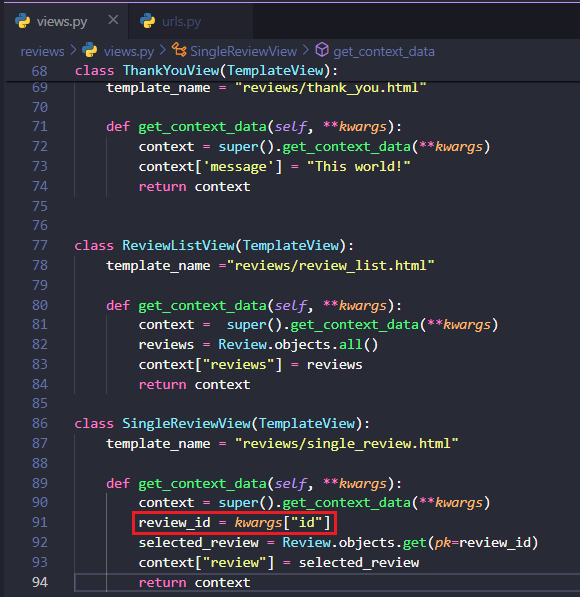 views.py × urls.py
reviews > views.py > SingleReviewView > get_context_data
68 class ThankYouView(TemplateView):
69     template_name = "reviews/thank_you.html"
70
71     def get_context_data(self, **kwargs):
72         context = super().get_context_data(**kwargs)
73         context['message'] = "This world!"
74         return context
75
76
77 class ReviewListView(TemplateView):
78     template_name ="reviews/review_list.html"
79
80     def get_context_data(self, **kwargs):
81         context =  super().get_context_data(**kwargs)
82         reviews = Review.objects.all()
83         context["reviews"] = reviews
84         return context
85
86 class SingleReviewView(TemplateView):
87     template_name = "reviews/single_review.html"
88
89     def get_context_data(self, **kwargs):
90         context = super().get_context_data(**kwargs)
91         review_id = kwargs["id"]
92         selected_review = Review.objects.get(pk=review_id)
93         context["review"] = selected_review
94         return context